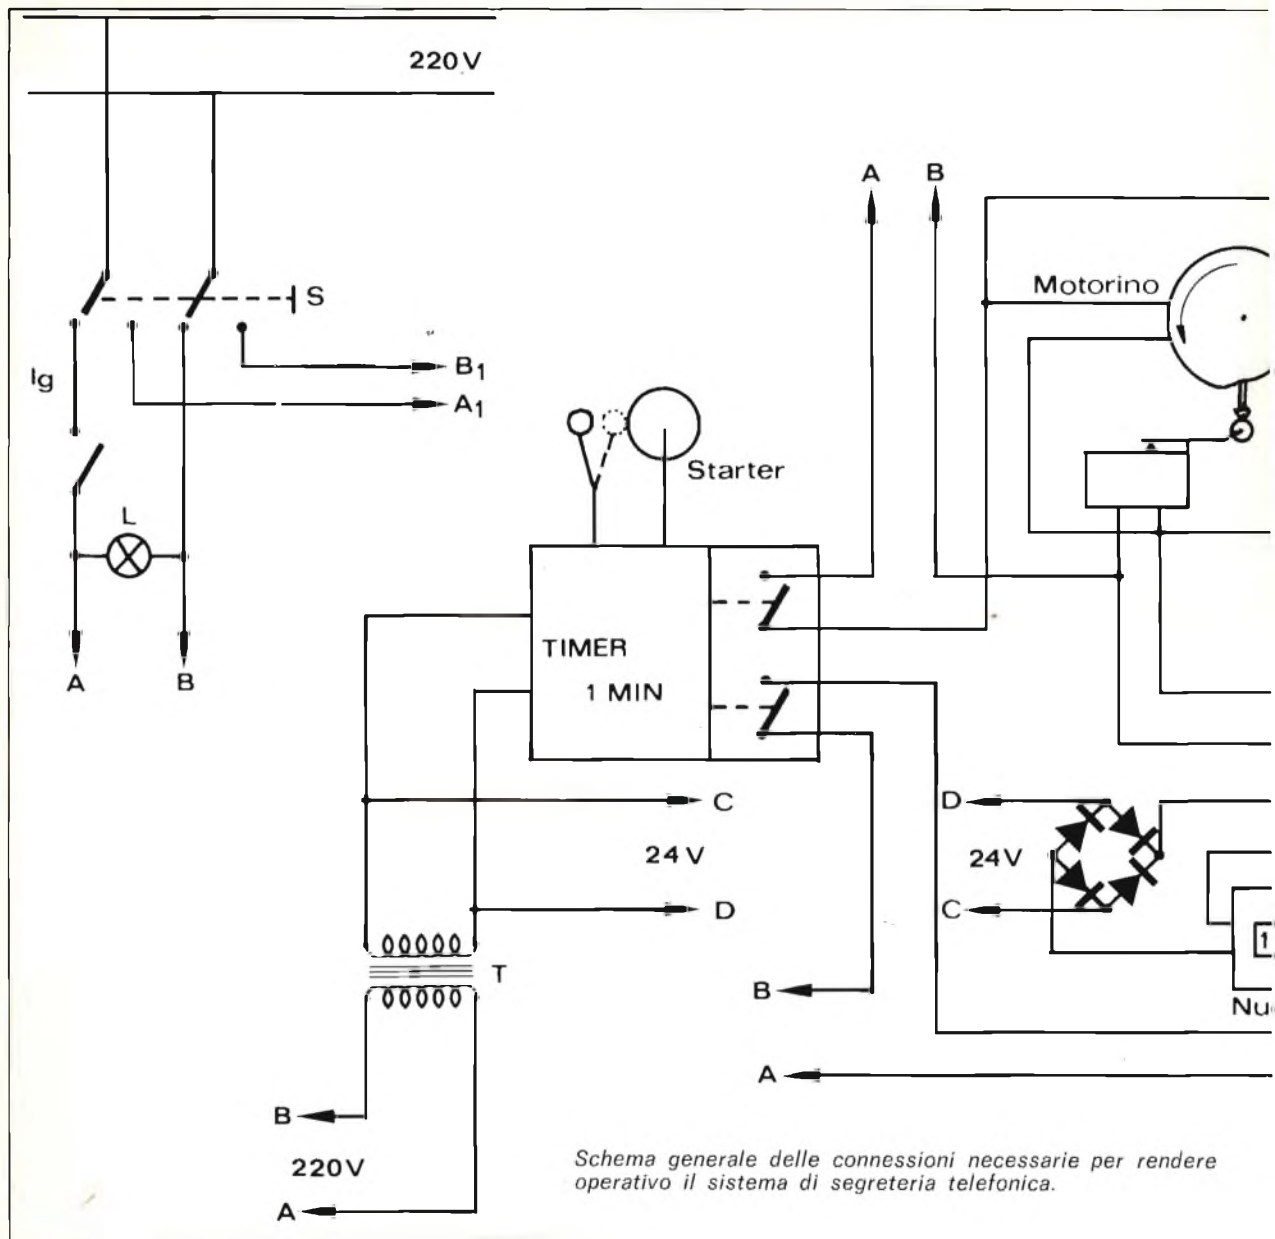 220V
A B
Motorino
S
B1
Ig
A1
Starter
L
TIMER
1 MIN
A B
C
D
24V
24V
D
C
1
T
B
Nu
A
B
220V
A
Schema generale delle connessioni necessarie per rendere
operativo il sistema di segreteria telefonica.